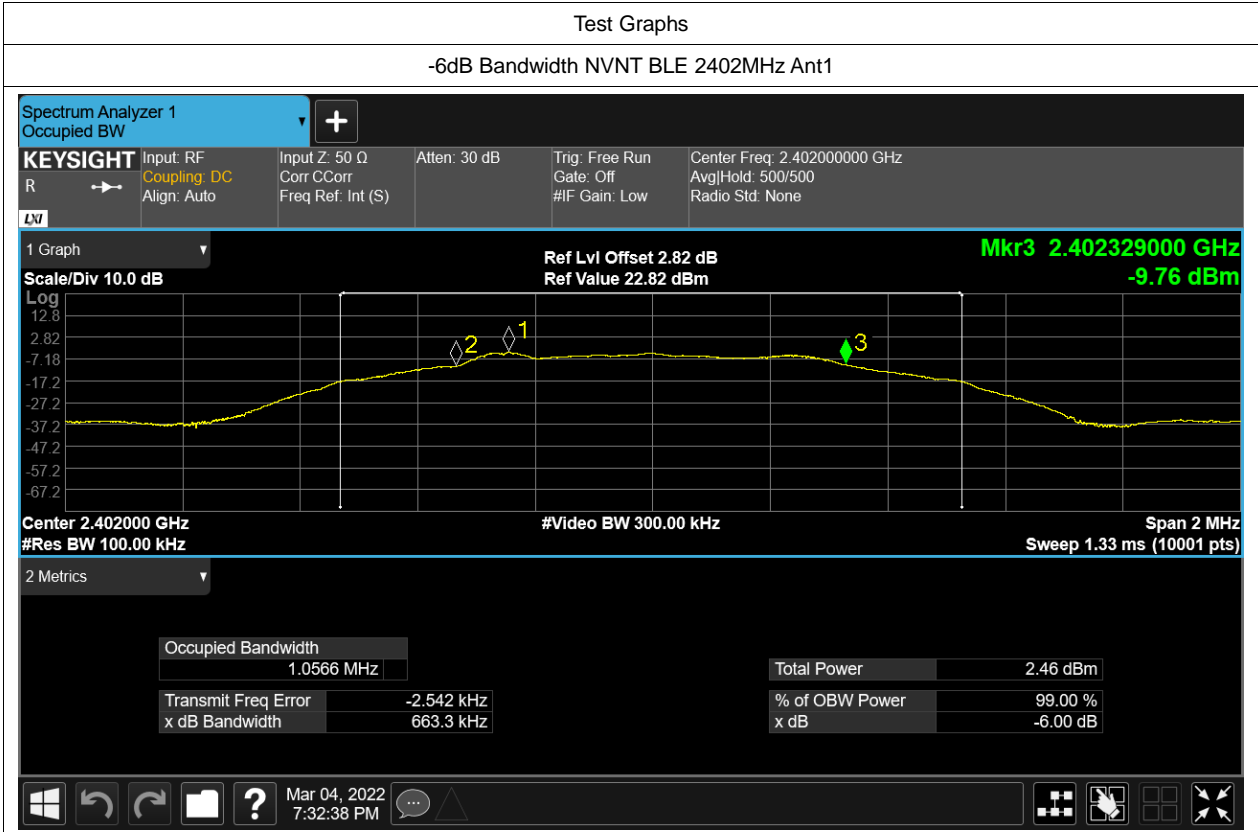 Test Graphs
-6dB Bandwidth NVNT BLE 2402MHz Ant1
Spectrum Analyzer 1
Occupied BW
KEYSIGHT Input: RF Input Z: 50 Ω Atten: 30 dB Trig: Free Run Center Freq: 2.402000000 GHz
R Coupling: DC Corr CCorr Gate: Off Avg|Hold: 500/500
Align: Auto Freq Ref: Int (S) #IF Gain: Low Radio Std: None
LXI
1 Graph Ref Lvl Offset 2.82 dB Mkr3 2.402329000 GHz
Scale/Div 10.0 dB Ref Value 22.82 dBm -9.76 dBm
Log
12.8
2.82
-7.18
-17.2
-27.2
-37.2
-47.2
-57.2
-67.2
2 1 3
Center 2.402000 GHz #Video BW 300.00 kHz Span 2 MHz
#Res BW 100.00 kHz Sweep 1.33 ms (10001 pts)
2 Metrics
Occupied Bandwidth
1.0566 MHz Total Power 2.46 dBm
Transmit Freq Error -2.542 kHz % of OBW Power 99.00 %
x dB Bandwidth 663.3 kHz x dB -6.00 dB
? Mar 04, 2022
7:32:38 PM